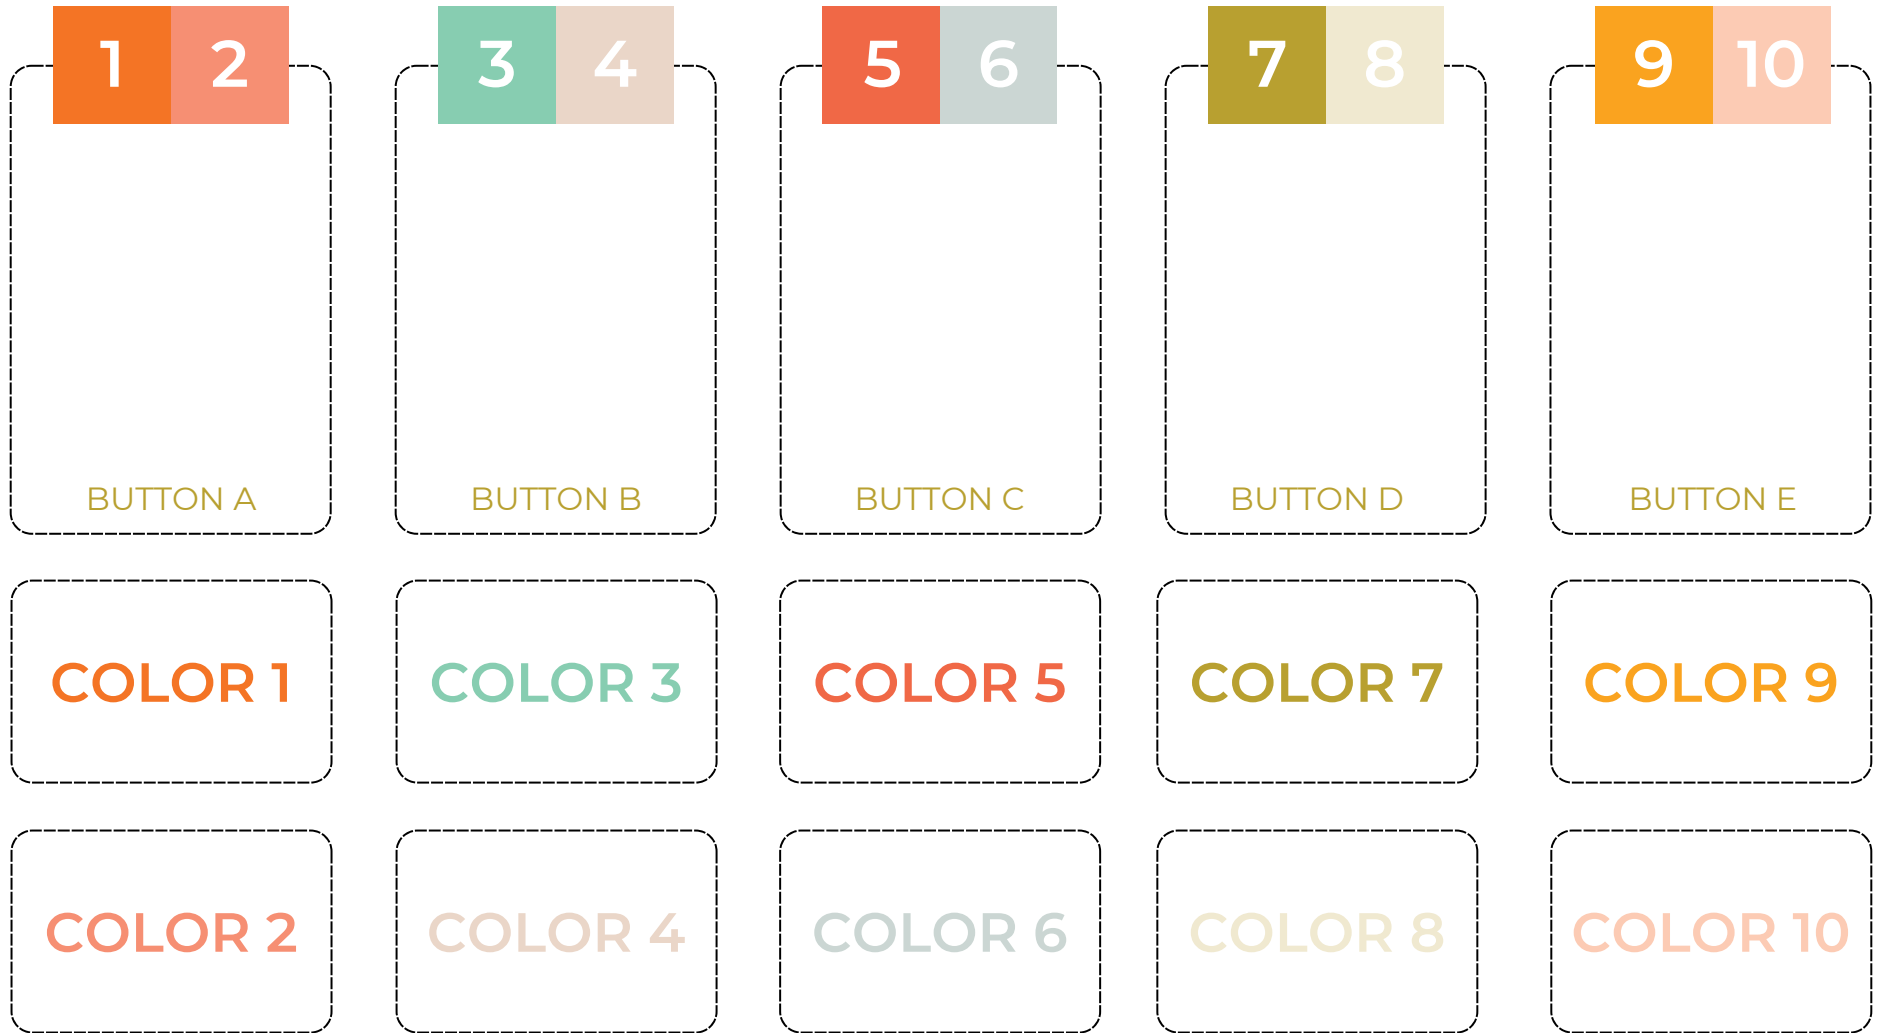 1 2 3 4 5 6 7 8 9 10
BUTTON A BUTTON B BUTTON C BUTTON D BUTTON E
COLOR 1 COLOR 3 COLOR 5 COLOR 7 COLOR 9
COLOR 2 COLOR 4 COLOR 6 COLOR 8 COLOR 10